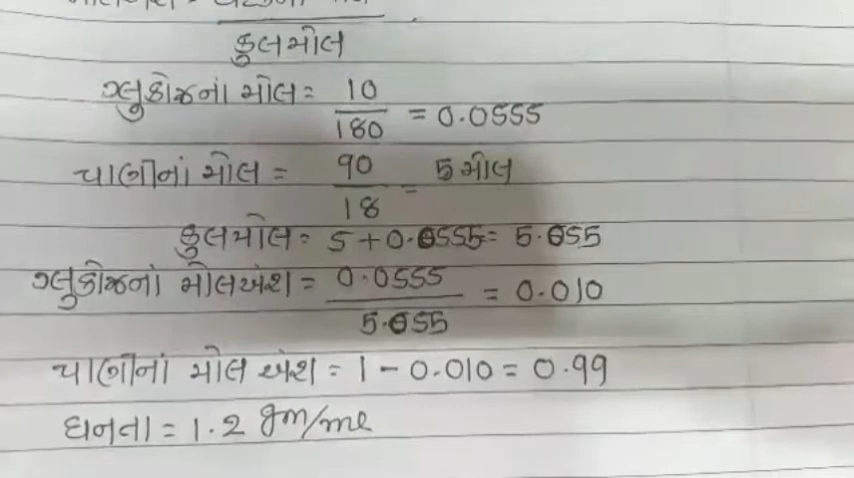 કુલમોલ
ગ્લુકોઝનાં મોલ = 10/180 = 0.0555
પાણીનાં મોલ = 90/18 = 5 મોલ
કુલમોલ = 5 + 0.0555 = 5.055
ગ્લુકોઝનાં મોલઅંશ = 0.0555/5.055 = 0.010
પાણીનાં મોલ અંશ = 1 - 0.010 = 0.99
ઘનતા = 1.2 gm/ml